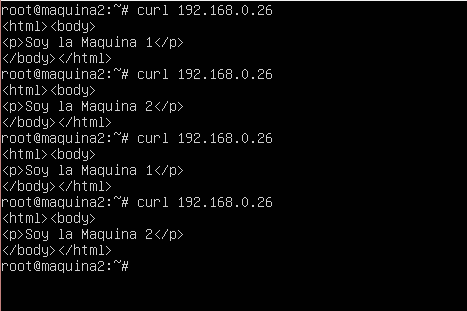 root@maquina2:~# curl 192.168.0.26
<html><body>
<p>Soy la Maquina 1</p>
</body></html>
root@maquina2:~# curl 192.168.0.26
<html><body>
<p>Soy la Maquina 2</p>
</body></html>
root@maquina2:~# curl 192.168.0.26
<html><body>
<p>Soy la Maquina 1</p>
</body></html>
root@maquina2:~# curl 192.168.0.26
<html><body>
<p>Soy la Maquina 2</p>
</body></html>
root@maquina2:~#